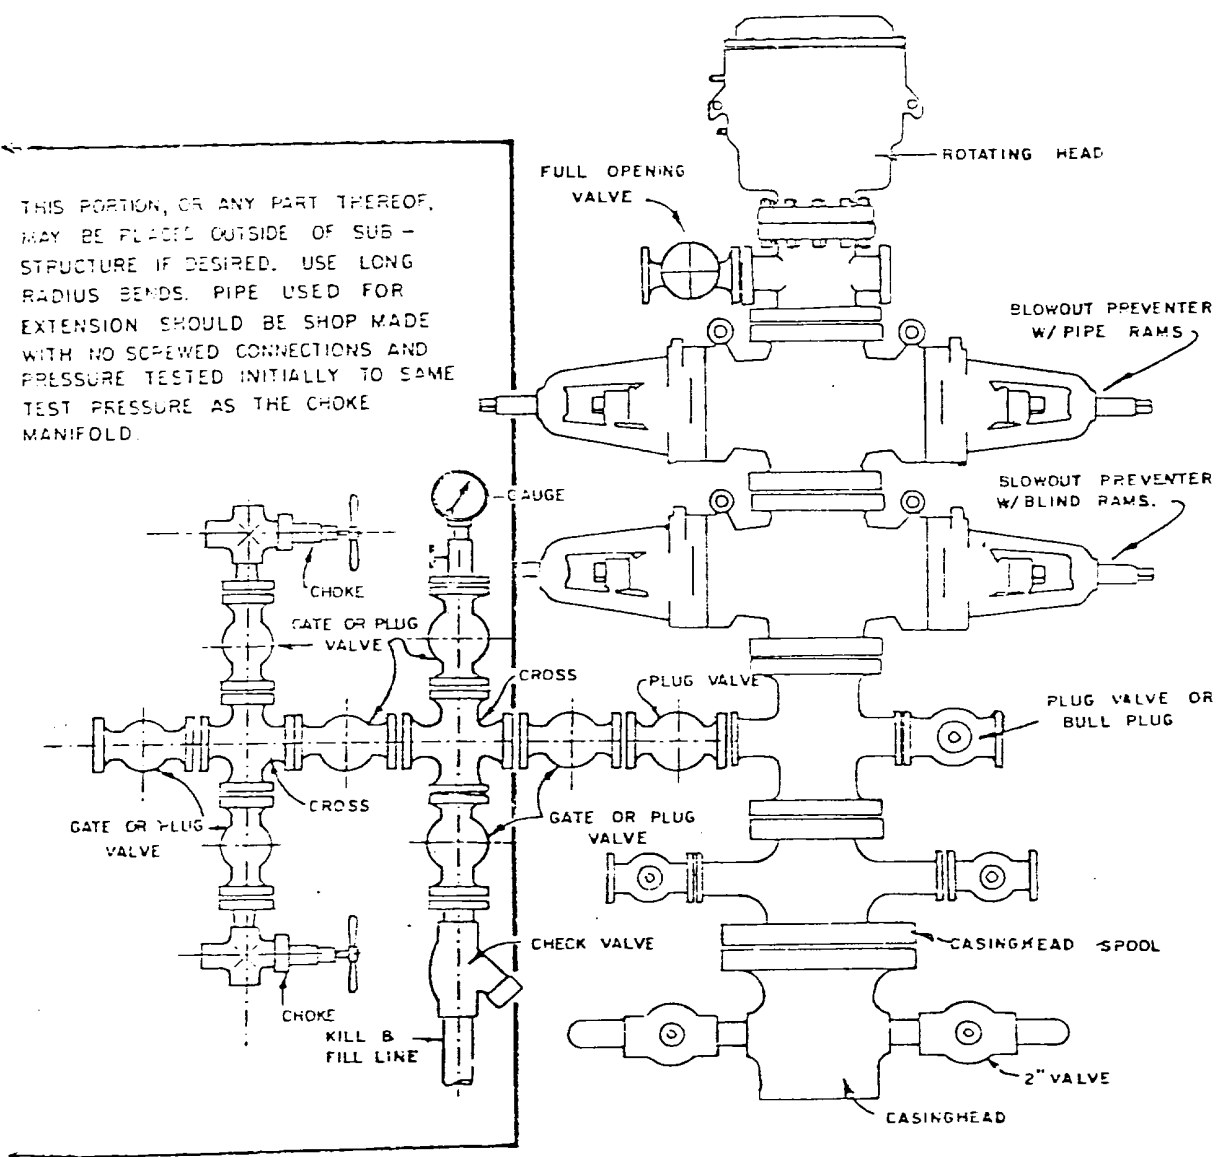 THIS PORTION, OR ANY PART THEREOF,
MAY BE PLACED OUTSIDE OF SUB-
STRUCTURE IF DESIRED. USE LONG
RADIUS BENDS. PIPE USED FOR
EXTENSION SHOULD BE SHOP MADE
WITH NO SCREWED CONNECTIONS AND
PRESSURE TESTED INITIALLY TO SAME
TEST PRESSURE AS THE CHOKE
MANIFOLD.
ROTATING HEAD
FULL OPENING
VALVE
BLOWOUT PREVENTER
W/ PIPE RAMS
BLOWOUT PREVENTER
W/ BLIND RAMS.
GAUGE
CHOKE
GATE OR PLUG
VALVE
CROSS
PLUG VALVE
PLUG VALVE OR
BULL PLUG
CROSS
GATE OR PLUG
VALVE
GATE OR PLUG
VALVE
CHECK VALVE
CASINGHEAD SPOOL
CHOKE
KILL &
FILL LINE
2" VALVE
CASINGHEAD